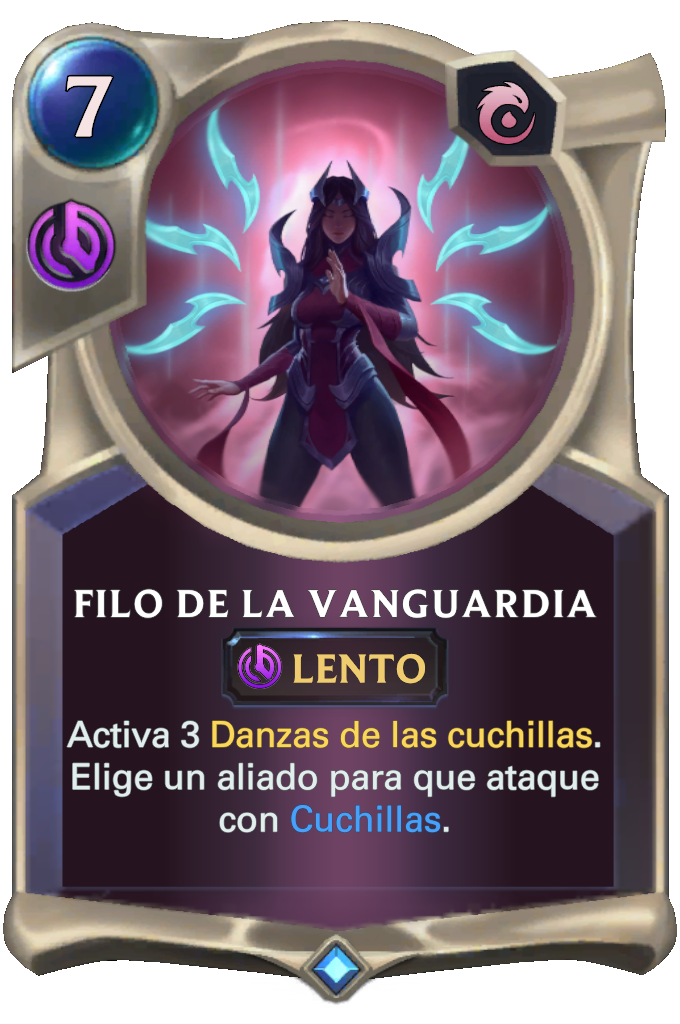 7
FILO DE LA VANGUARDIA
LENTO
Activa 3 Danzas de las cuchillas.
Elige un aliado para que ataque
con Cuchillas.